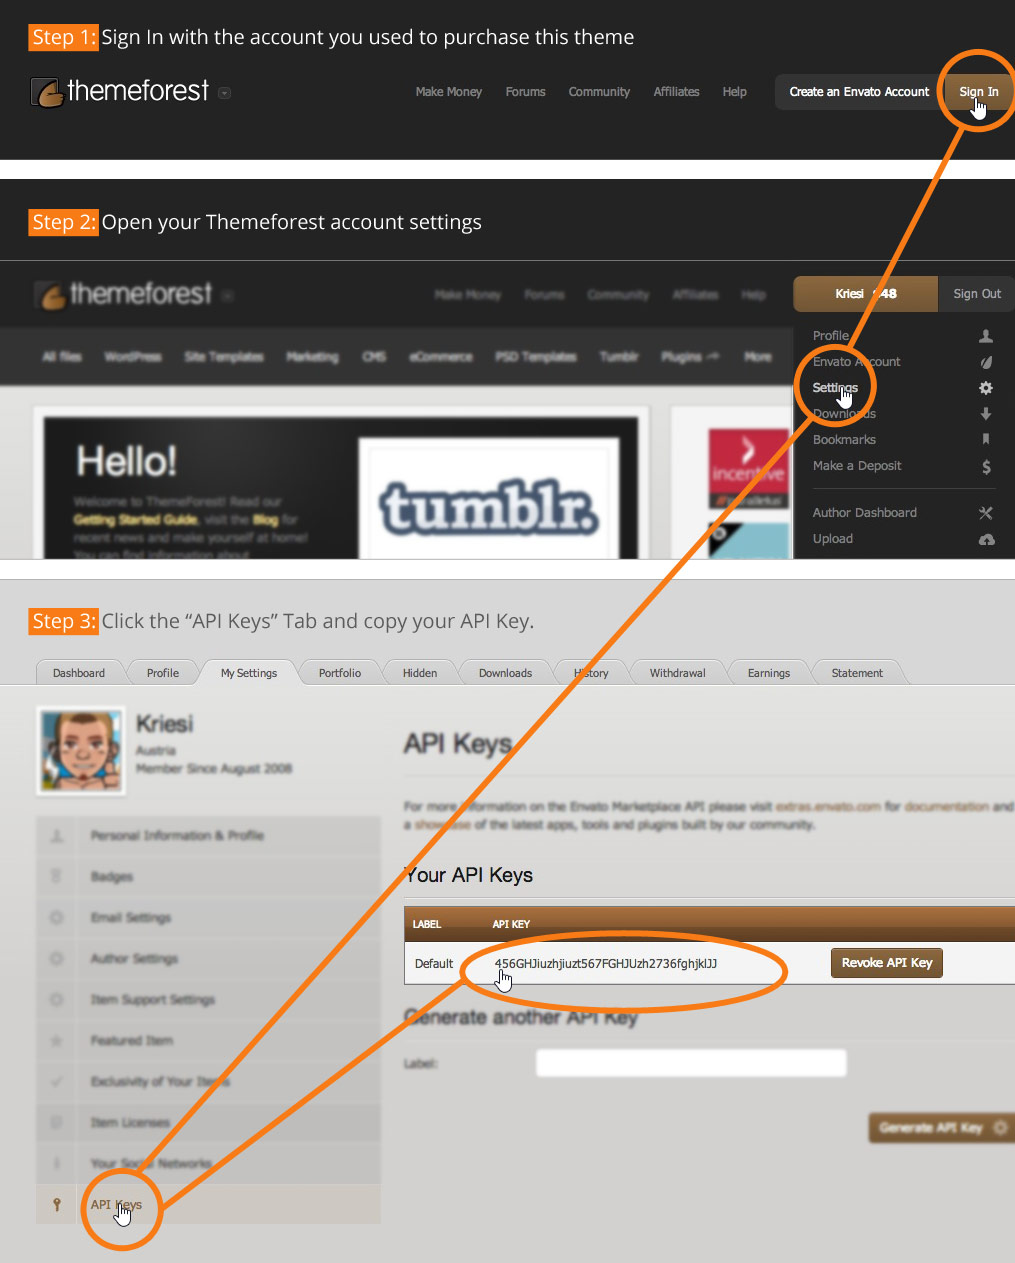 Step 1: Sign In with the account you used to purchase this theme
themeforest
Make Money Forums Community Affiliates Help Create an Envato Account Sign In
Step 2: Open your Themeforest account settings
themeforest
Make Money Forums Community Affiliates Help Kriesi $48 Sign Out
All files WordPress Site Templates Marketing CMS eCommerce PSD Templates Tumblr Plugins More
Profile
Envato Account
Settings
Downloads
Bookmarks
Make a Deposit
Author Dashboard
Upload
Hello!
Welcome to ThemeForest! Read our
Getting Started Guide, visit the Blog for
recent news and make yourself at home!
You can find information about
tumblr.
incentive
Step 3: Click the “API Keys” Tab and copy your API Key.
Dashboard Profile My Settings Portfolio Hidden Downloads History Withdrawal Earnings Statement
Kriesi
Austria
Member Since August 2008
Personal Information & Profile
Badges
Email Settings
Author Settings
Item Support Settings
Featured Item
Exclusivity of Your Items
Item Licenses
Your Social Networks
API Keys
API Keys
For more information on the Envato Marketplace API please visit extras.envato.com for documentation and
a showcase of the latest apps, tools and plugins built by our community.
Your API Keys
LABEL API KEY
Default 456GHJiuzhjiuzt567FGHJUzh2736fghjklJJ Revoke API Key
Generate another API Key
Label:
Generate API Key